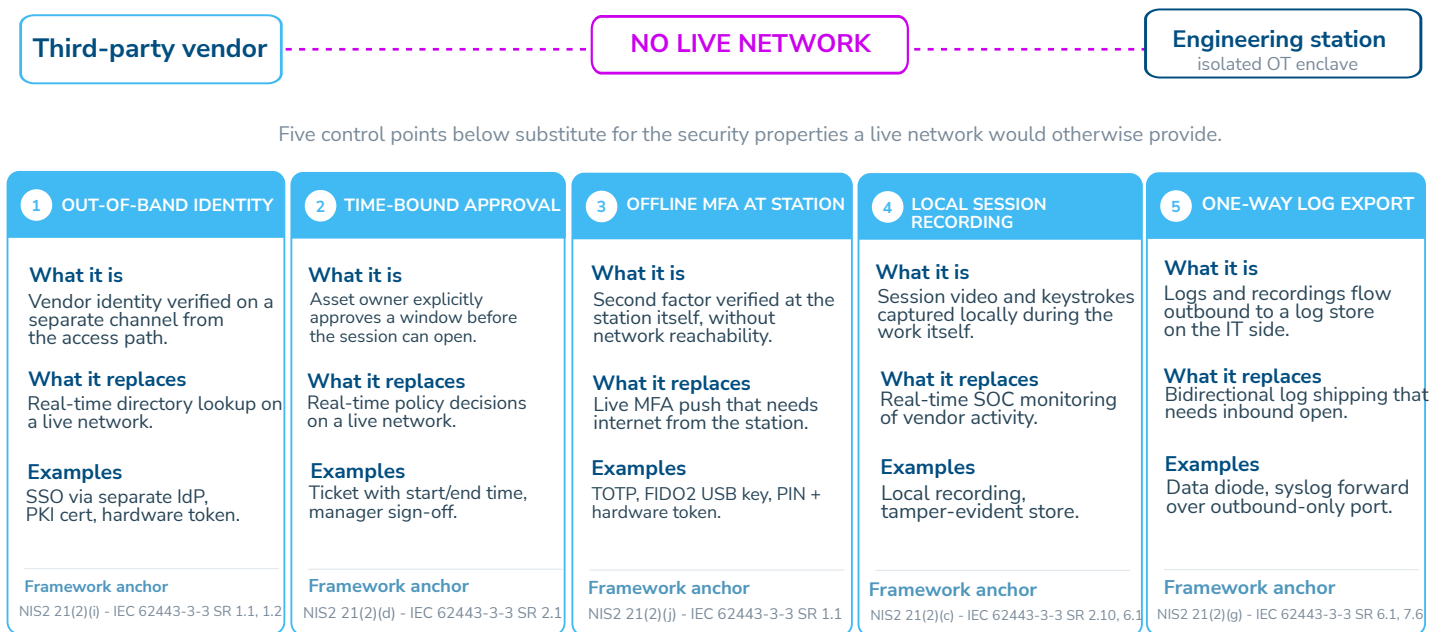 Third-party vendor
NO LIVE NETWORK
Engineering station
isolated OT enclave
Five control points below substitute for the security properties a live network would otherwise provide.
1 OUT-OF-BAND IDENTITY
What it is
Vendor identity verified on a
separate channel from
the access path.
What it replaces
Real-time directory lookup on
a live network.
Examples
SSO via separate IdP,
PKI cert, hardware token.
Framework anchor
NIS2 21(2)(i) - IEC 62443-3-3 SR 1.1, 1.2
2 TIME-BOUND APPROVAL
What it is
Asset owner explicitly
approves a window before
the session can open.
What it replaces
Real-time policy decisions
on a live network.
Examples
Ticket with start/end time,
manager sign-off.
Framework anchor
NIS2 21(2)(d) - IEC 62443-3-3 SR 2.1
3 OFFLINE MFA AT STATION
What it is
Second factor verified at the
station itself, without
network reachability.
What it replaces
Live MFA push that needs
internet from the station.
Examples
TOTP, FIDO2 USB key, PIN +
hardware token.
Framework anchor
NIS2 21(2)(j) - IEC 62443-3-3 SR 1.1
4 LOCAL SESSION
RECORDING
What it is
Session video and keystrokes
captured locally during the
work itself.
What it replaces
Real-time SOC monitoring
of vendor activity.
Examples
Local recording,
tamper-evident store.
Framework anchor
NIS2 21(2)(c) - IEC 62443-3-3 SR 2.10, 6.1
5 ONE-WAY LOG EXPORT
What it is
Logs and recordings flow
outbound to a log store
on the IT side.
What it replaces
Bidirectional log shipping that
needs inbound open.
Examples
Data diode, syslog forward
over outbound-only port.
Framework anchor
NIS2 21(2)(g) - IEC 62443-3-3 SR 6.1, 7.6